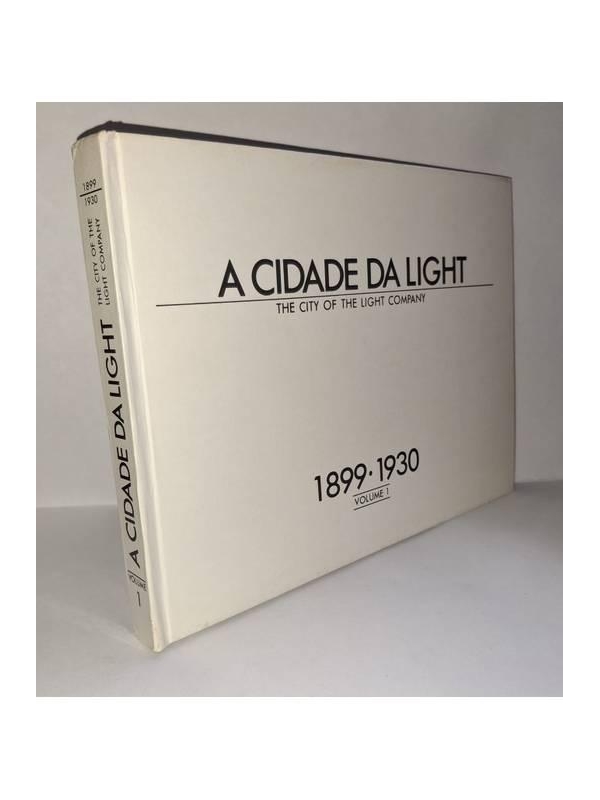 A CIDADE DA LIGHT
THE CITY OF THE LIGHT COMPANY
1899·1930
VOLUME 1
1899
1930
THE CITY OF THE
LIGHT COMPANY
A CIDADE DA LIGHT
VOLUME
1